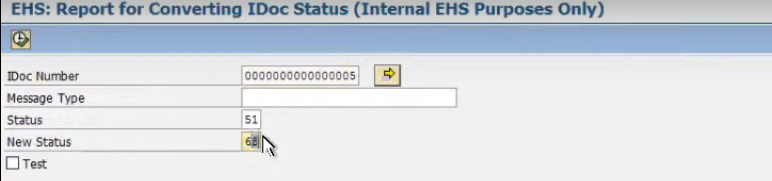 EHS: Report for Converting IDoc Status (Internal EHS Purposes Only)
IDoc Number 0000000000000005
Message Type
Status 51
New Status 68
Test